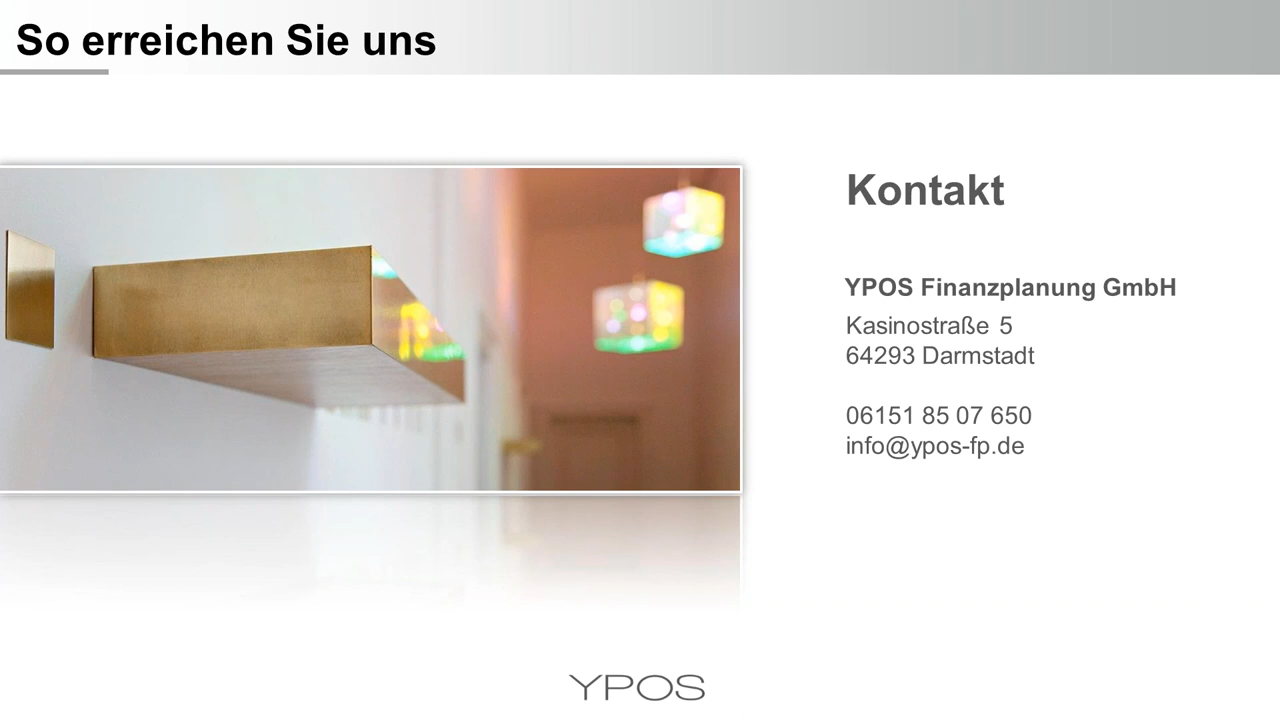 So erreichen Sie uns
Kontakt
YPOS Finanzplanung GmbH
Kasinostraße 5
64293 Darmstadt
06151 85 07 650
info@ypos-fp.de
YPOS